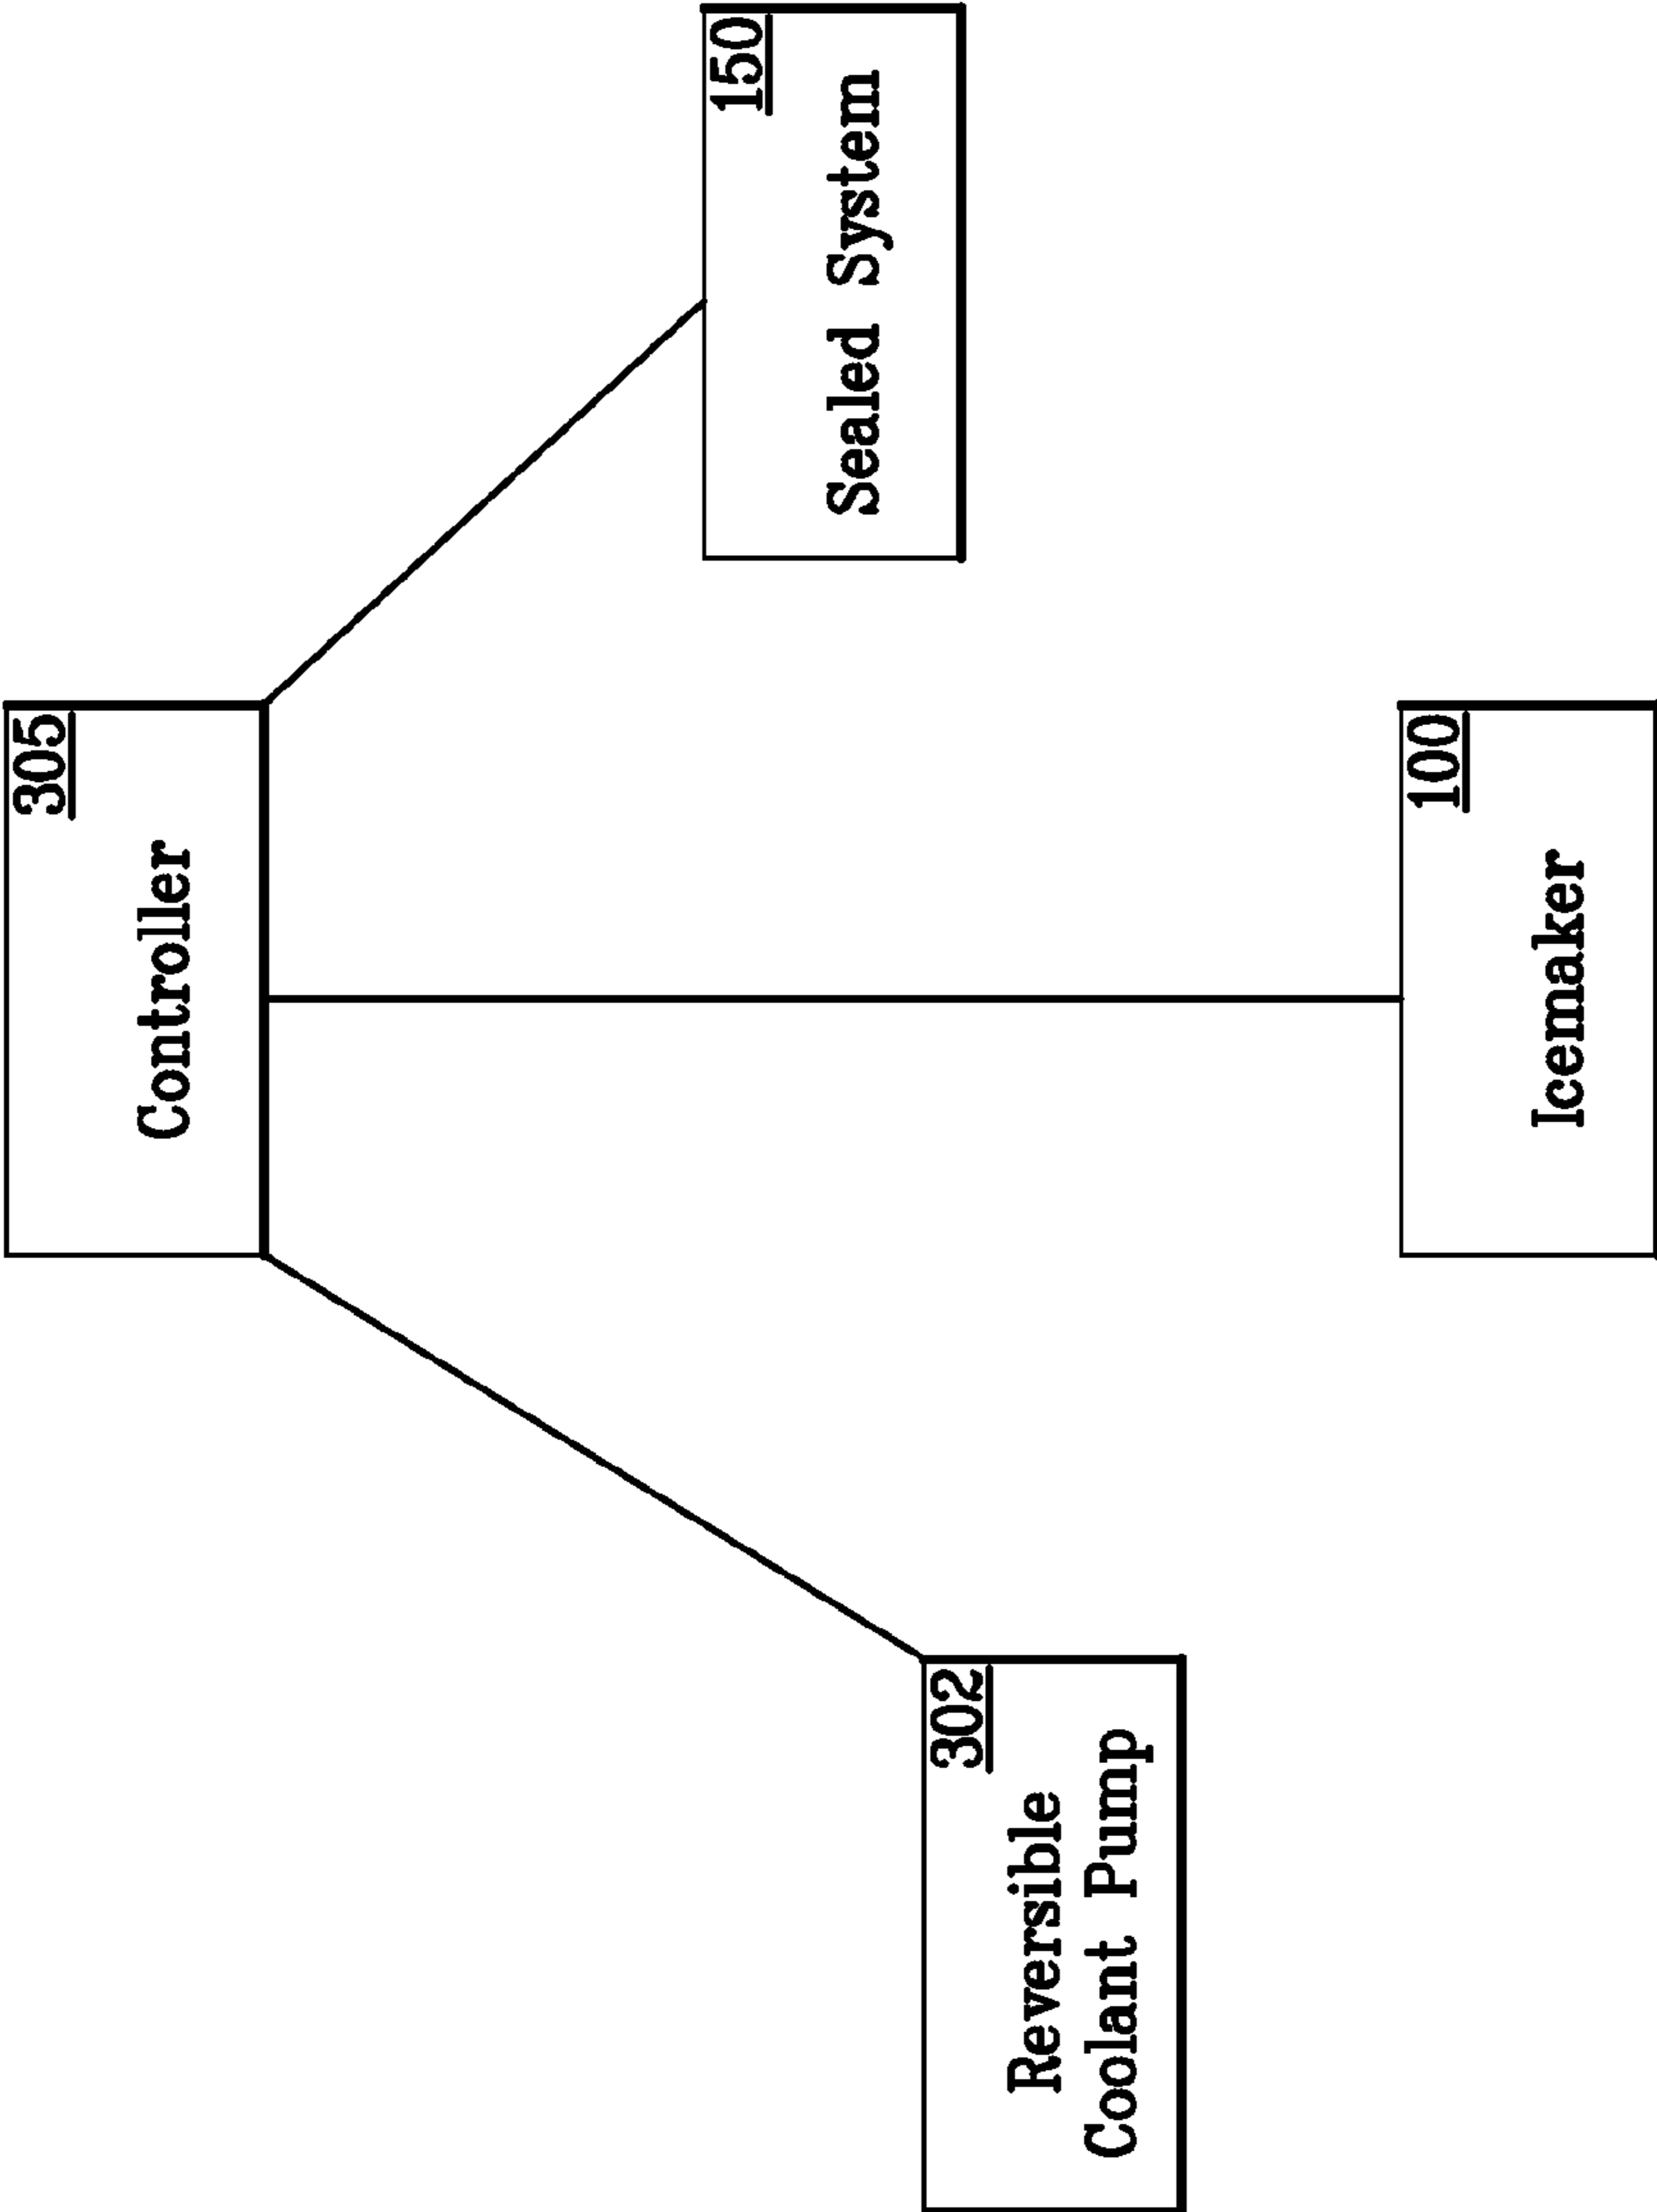 305
Controller
302
Reversible
Coolant Pump
150
Sealed System
100
Icemaker